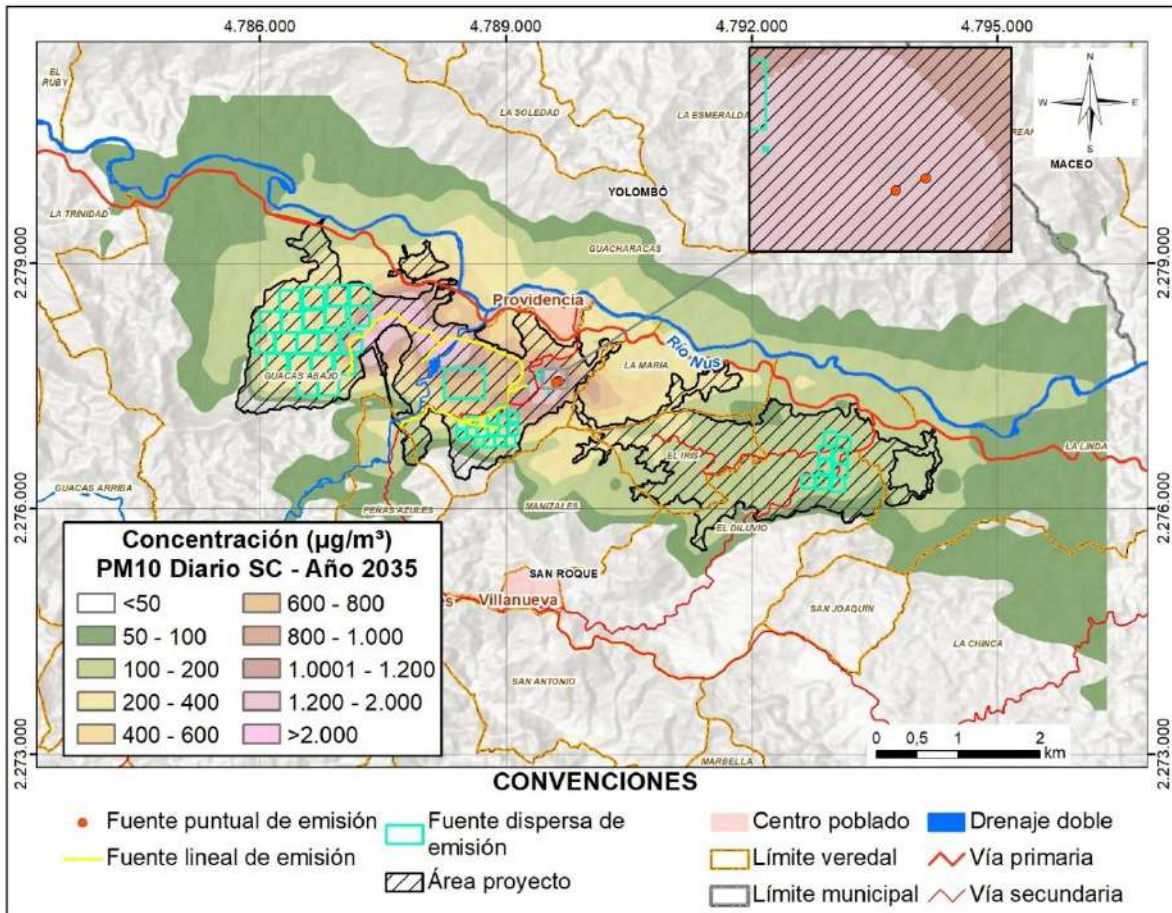 4.786.000
4.789.000
4.792.000
4.795.000
EL RUBY
LA SOLEDAD
LA ESMERALDA
N
W
E
S
MACEO
YOLOMBÓ
LA TRINIDAD
GUACHARACAS
2.279.000
2.279.000
Providencia
Río Nus
LA MARÍA
GUACAS ABAJO
EL IRIS
LA LINDA
GUACAS ARRIBA
PEÑAS AZULES
MANIZALES
EL DILUVIO
2.276.000
2.276.000
SAN ROQUE
Villanueva
SAN JOAQUÍN
LA CHINCA
SAN ANTONIO
MARBELLA
Concentración (µg/m³)
PM10 Diario SC - Año 2035
<50
50 - 100
100 - 200
200 - 400
400 - 600
600 - 800
800 - 1.000
1.0001 - 1.200
1.200 - 2.000
>2.000
0 0,5 1 2
km
2.273.000
2.273.000
CONVENCIONES
Fuente puntual de emisión
Fuente lineal de emisión
Fuente dispersa de
emisión
Área proyecto
Centro poblado
Límite veredal
Límite municipal
Drenaje doble
Vía primaria
Vía secundaria